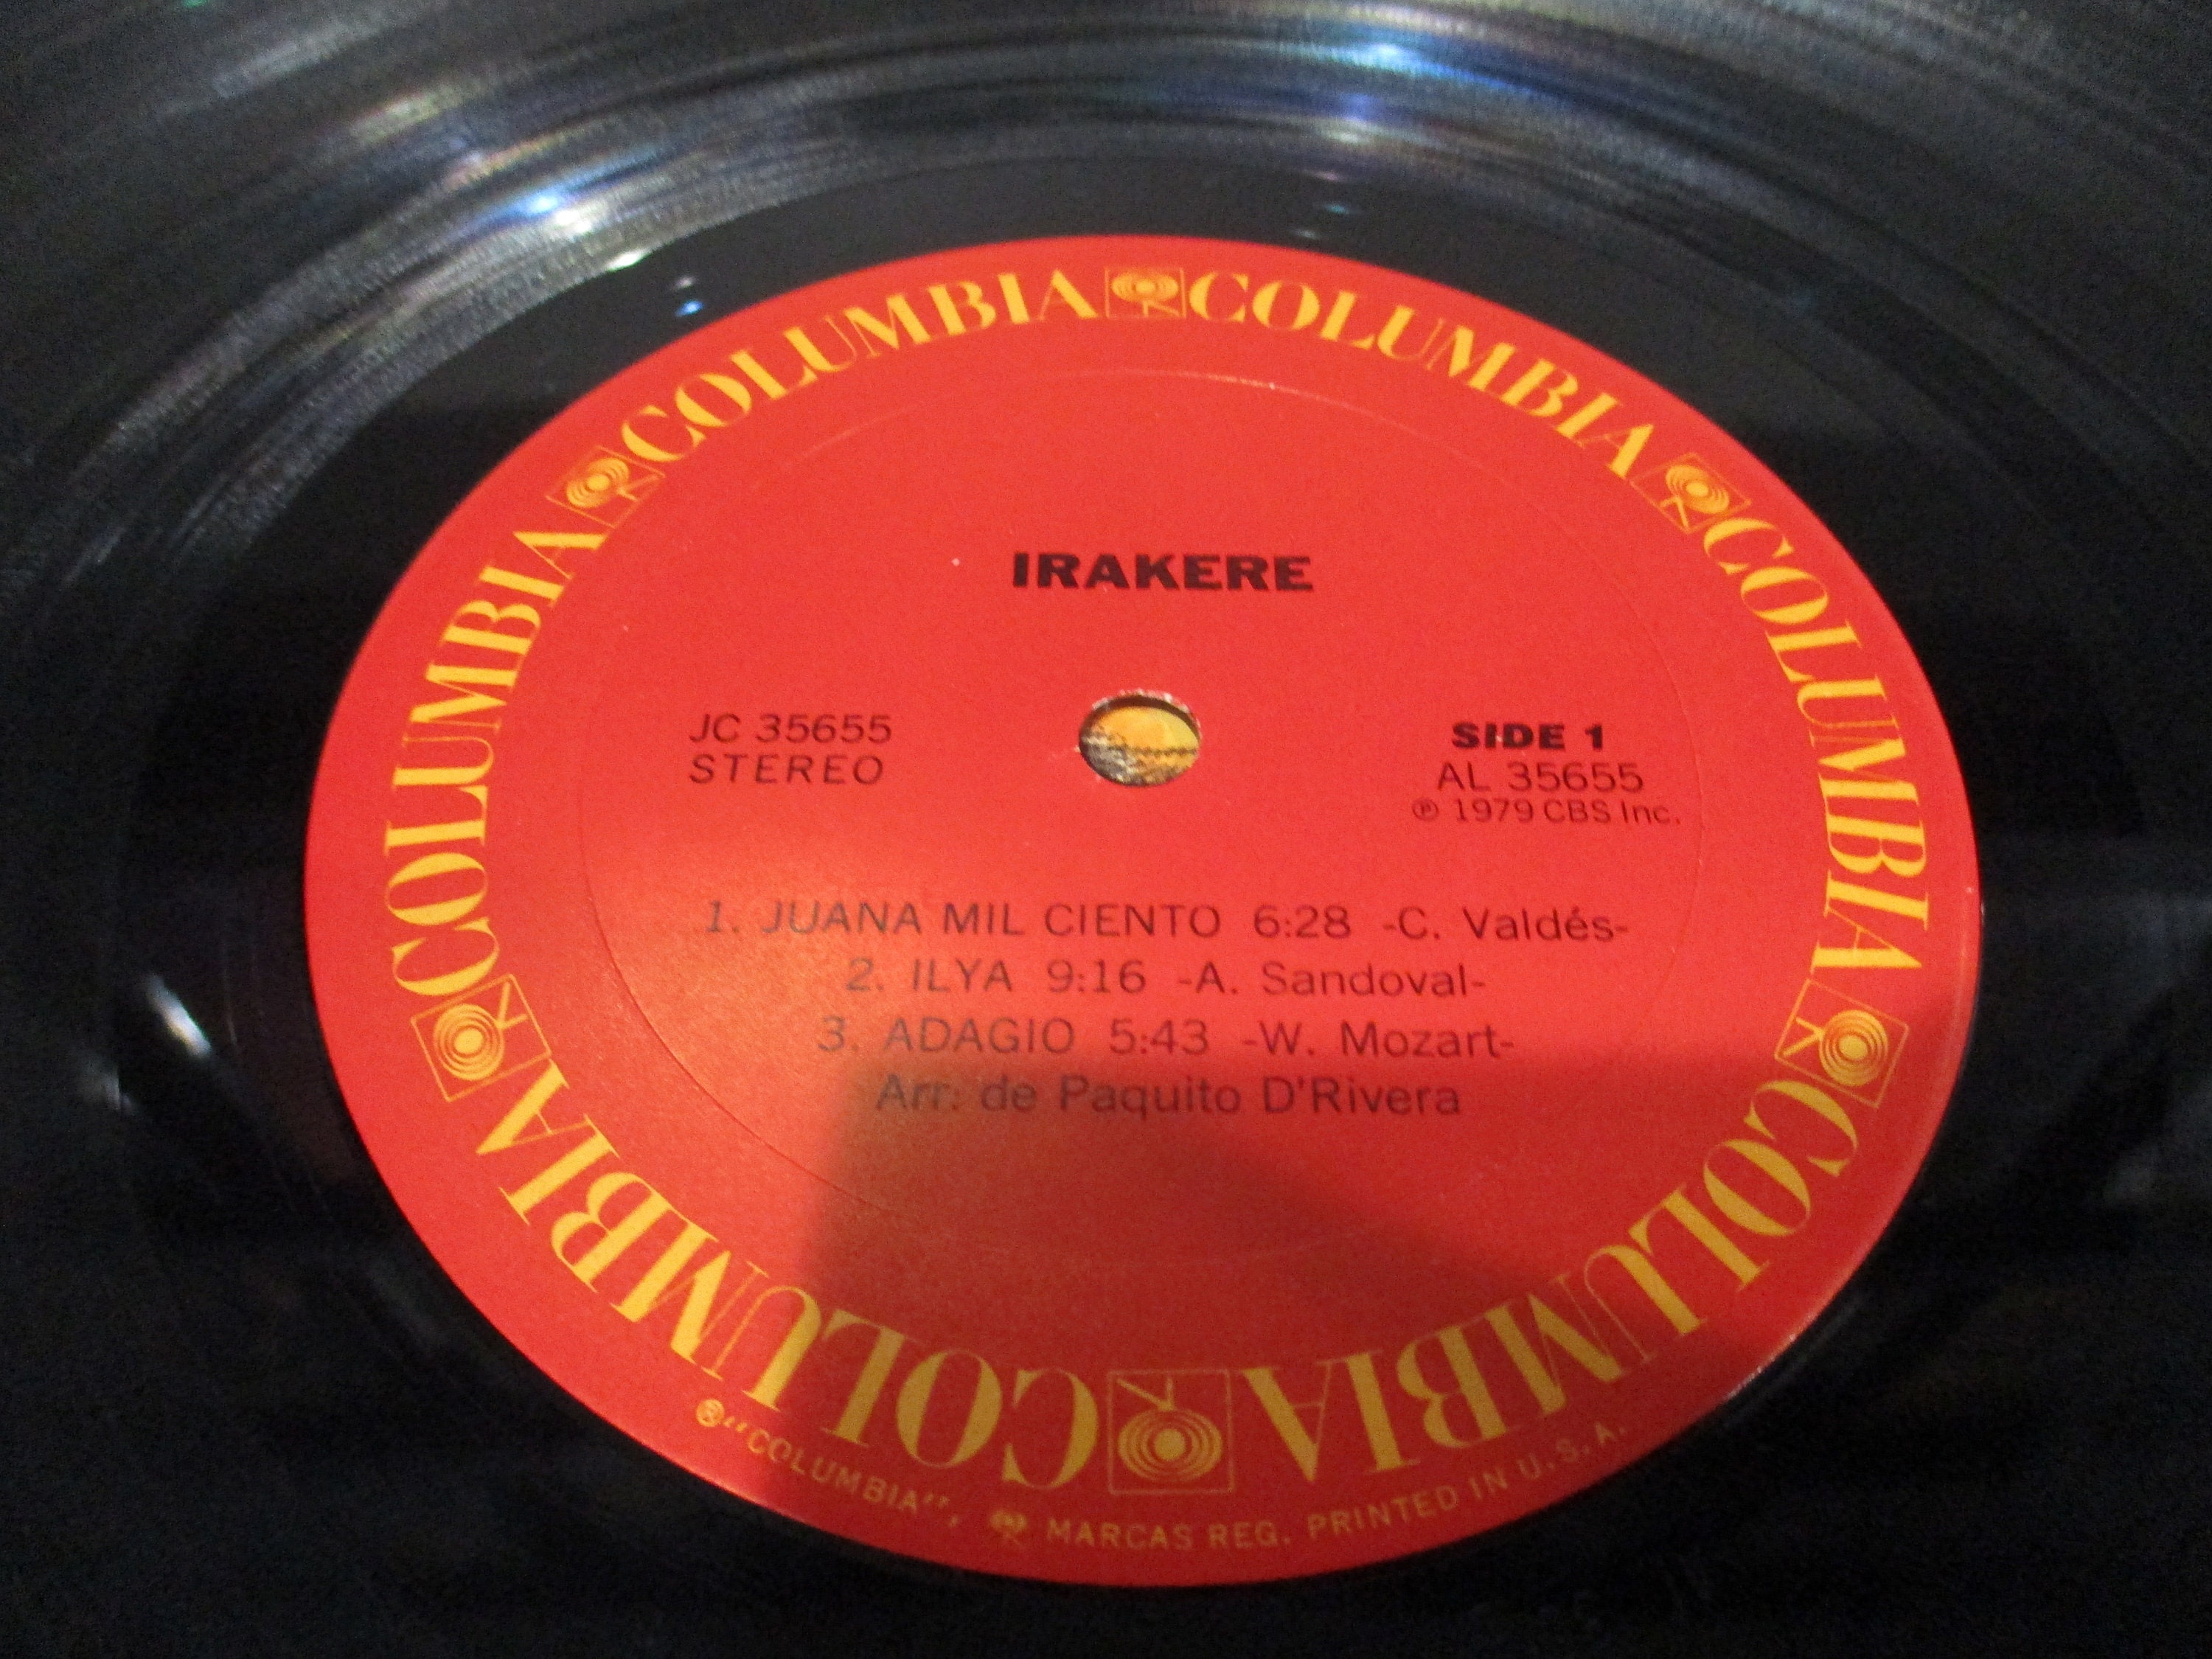 COLUMBIA COLUMBIA COLUMBIA COLUMBIA COLUMBIA COLUMBIA
IRAKERE
JC 35655
STEREO
SIDE 1
AL 35655
℗ 1979 CBS Inc.
1. JUANA MIL CIENTO 6:28 -C. Valdés-
2. ILYA 9:16 -A. Sandoval-
3. ADAGIO 5:43 -W. Mozart-
Arr: de Paquito D'Rivera
® "COLUMBIA", MARCAS REG. PRINTED IN U.S.A.